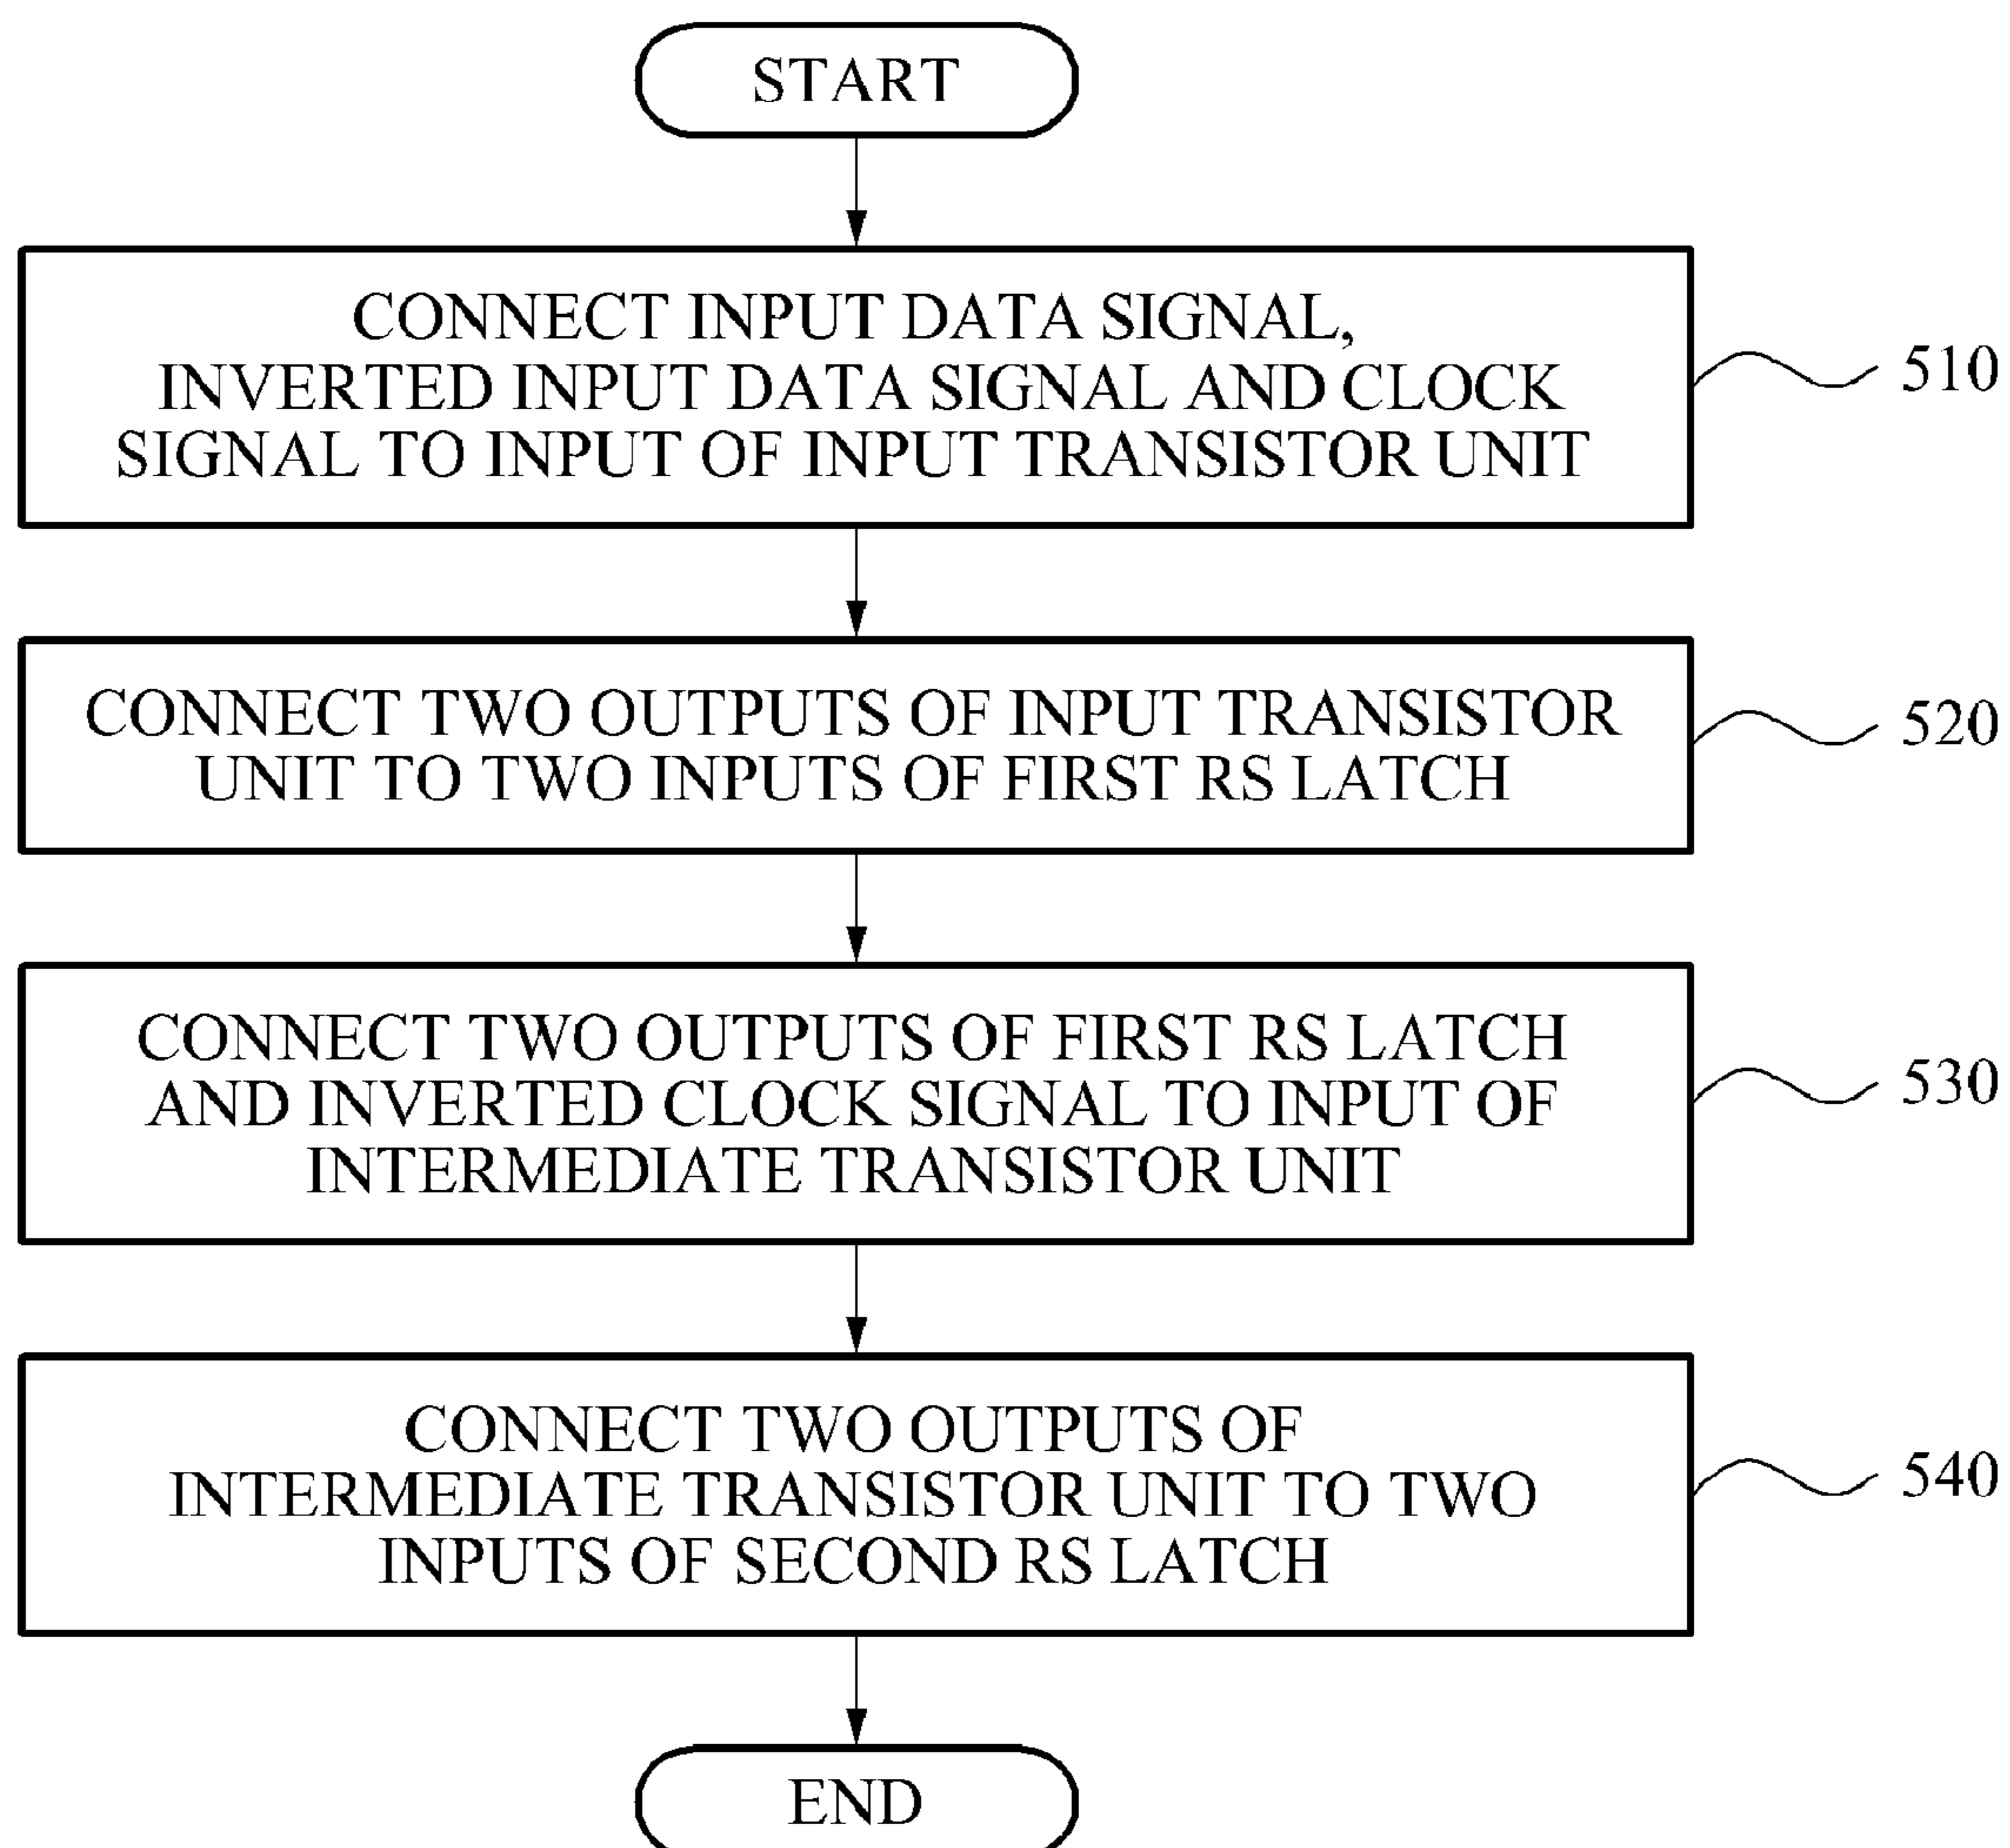 START
CONNECT INPUT DATA SIGNAL,
INVERTED INPUT DATA SIGNAL AND CLOCK
SIGNAL TO INPUT OF INPUT TRANSISTOR UNIT
510
CONNECT TWO OUTPUTS OF INPUT TRANSISTOR
UNIT TO TWO INPUTS OF FIRST RS LATCH
520
CONNECT TWO OUTPUTS OF FIRST RS LATCH
AND INVERTED CLOCK SIGNAL TO INPUT OF
INTERMEDIATE TRANSISTOR UNIT
530
CONNECT TWO OUTPUTS OF
INTERMEDIATE TRANSISTOR UNIT TO TWO
INPUTS OF SECOND RS LATCH
540
END